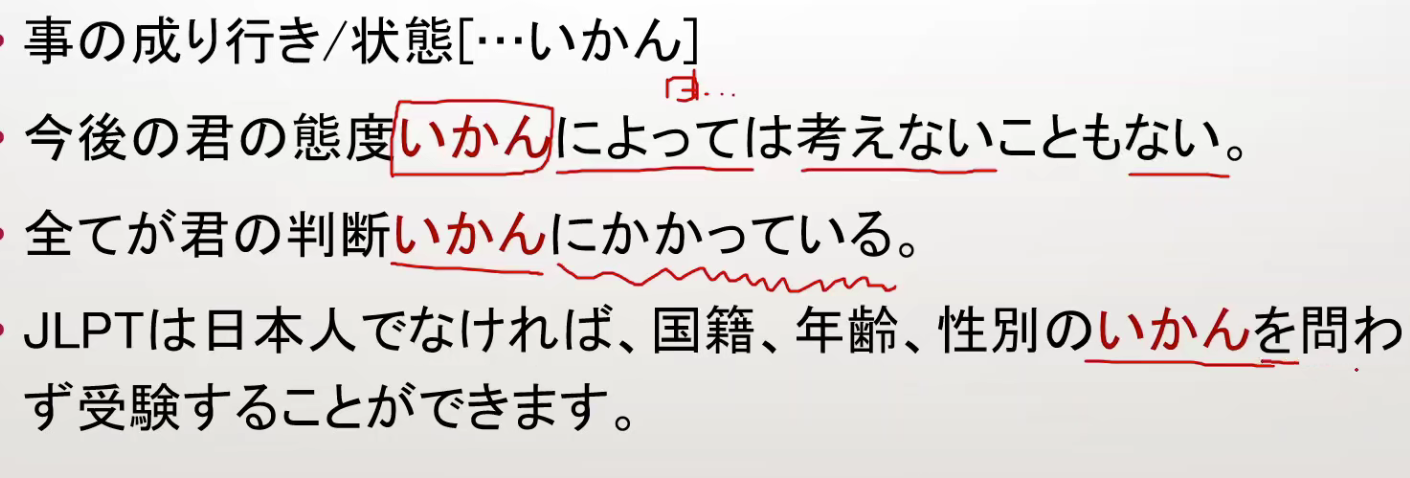 • 事の成り行き/状態[…いかん]
• 今後の君の態度いかんによっては考えないこともない。
• 全てが君の判断いかんにかかっている。
• JLPTは日本人でなければ、国籍、年齢、性別のいかんを問わ
ず受験することができます。